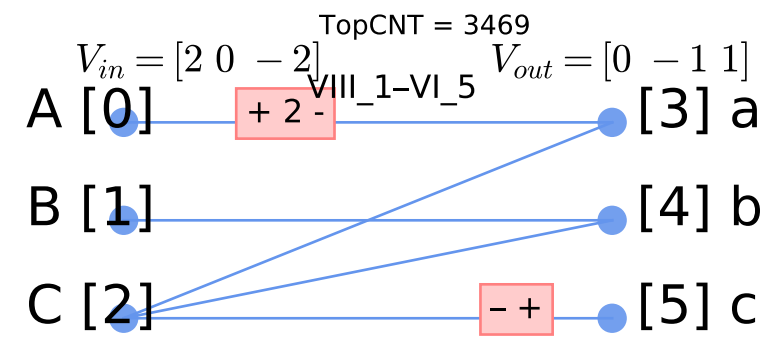 TopCNT = 3469
V_in = [2 0 −2]
V_out = [0 −1 1]
VIII_1–VI_5
A [0]
+ 2 -
[3] a
B [1]
[4] b
C [2]
– +
[5] c